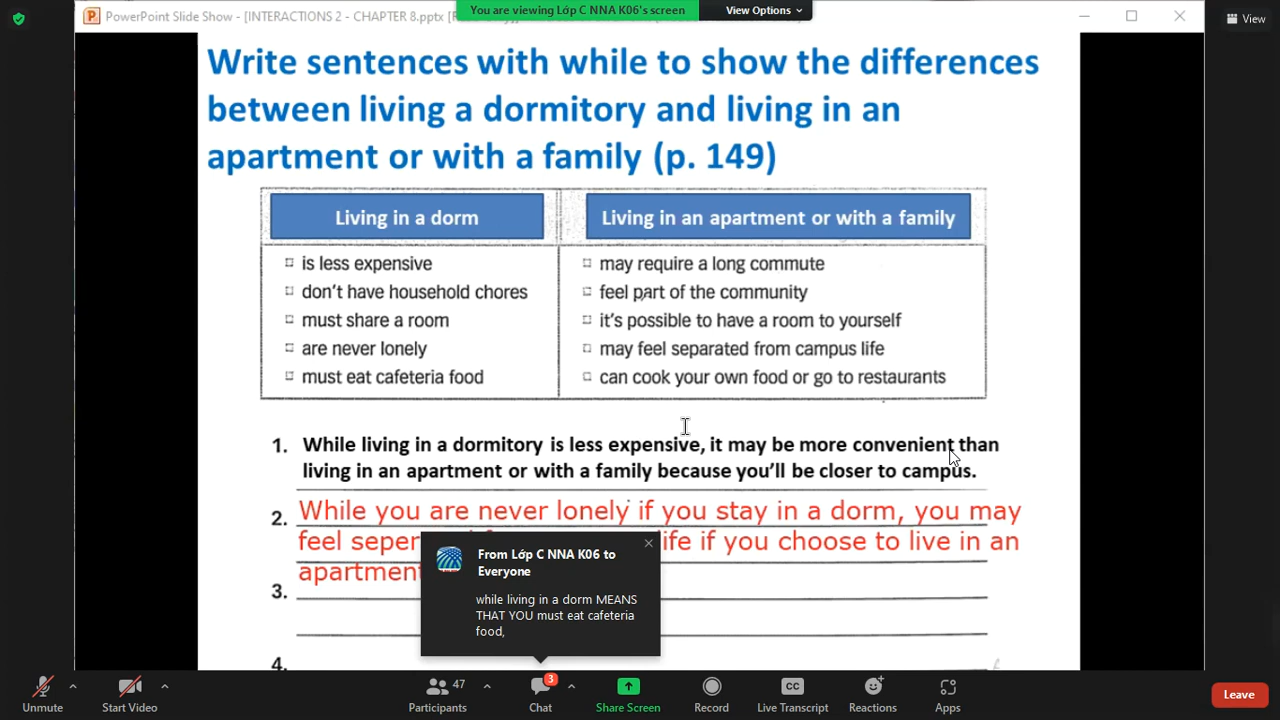 PowerPoint Slide Show - [INTERACTIONS 2 - CHAPTER 8.pptx
You are viewing Lớp C NNA K06's screen
View Options
View
Write sentences with while to show the differences
between living a dormitory and living in an
apartment or with a family (p. 149)
Living in a dorm
Living in an apartment or with a family
is less expensive
may require a long commute
don't have household chores
feel part of the community
must share a room
it's possible to have a room to yourself
are never lonely
may feel separated from campus life
must eat cafeteria food
can cook your own food or go to restaurants
1. While living in a dormitory is less expensive, it may be more convenient than
living in an apartment or with a family because you'll be closer to campus.
2. While you are never lonely if you stay in a dorm, you may
feel seper ife if you choose to live in an
apartment
3.
4.
From Lớp C NNA K06 to
Everyone
while living in a dorm MEANS
THAT YOU must eat cafeteria
food,
Unmute
Start Video
47
Participants
3
Chat
Share Screen
Record
CC
Live Transcript
Reactions
Apps
Leave